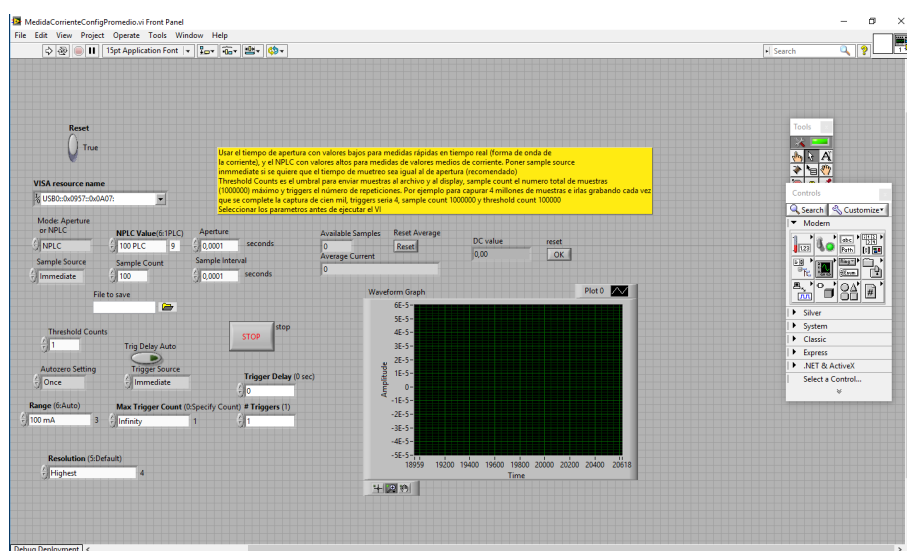 MedidaCorrienteConfigPromedio.vi Front Panel
File Edit View Project Operate Tools Window Help
15pt Application Font
Search
Reset
True
Usar el tiempo de apertura con valores bajos para medidas rápidas en tiempo real (forma de onda de
la corriente), y el NPLC con valores altos para medidas de valores medios de corriente. Poner sample source
inmmediate si se quiere que el tiempo de muetreo sea igual al de apertura (recomendado)
Threshold Counts es el umbral para enviar muestras al archivo y al display, sample count el numero total de muestras
(1000000) máximo y triggers el número de repeticiones. Por ejemplo para capurar 4 millones de muestras e irlas grabando cada vez
que se complete la captura de cien mil, triggers seria 4, sample count 1000000 y threshold count 100000
Seleccionar los parametros antes de ejecutar el VI
VISA resource name
USB0::0x0957::0x0A07:
Mode: Aperture
or NPLC
NPLC
NPLC Value(6:1PLC)
100 PLC 9
Aperture
0,0001 seconds
Available Samples
0
Reset Average
Reset
DC value
0,00
reset
OK
Sample Source
Immediate
Sample Count
100
Sample Interval
0,0001 seconds
Average Current
0
File to save
Threshold Counts
1
Trig Delay Auto
STOP
stop
Autozero Setting
Once
Trigger Source
Immediate
Trigger Delay (0 sec)
0
Range (6:Auto)
100 mA 3
Max Trigger Count (0:Specify Count)
Infinity 1
# Triggers (1)
1
Resolution (5:Default)
Highest 4
Waveform Graph
Plot 0
6E-5
5E-5
4E-5
3E-5
2E-5
1E-5
0
-1E-5
-2E-5
-3E-5
-4E-5
-5E-5
Amplitude
18959 19200 19400 19600 19800 20000 20200 20400 20618
Time
Tools
Controls
Search Customize
Modern
Silver
System
Classic
Express
.NET & ActiveX
Select a Control...
Debug Deployment